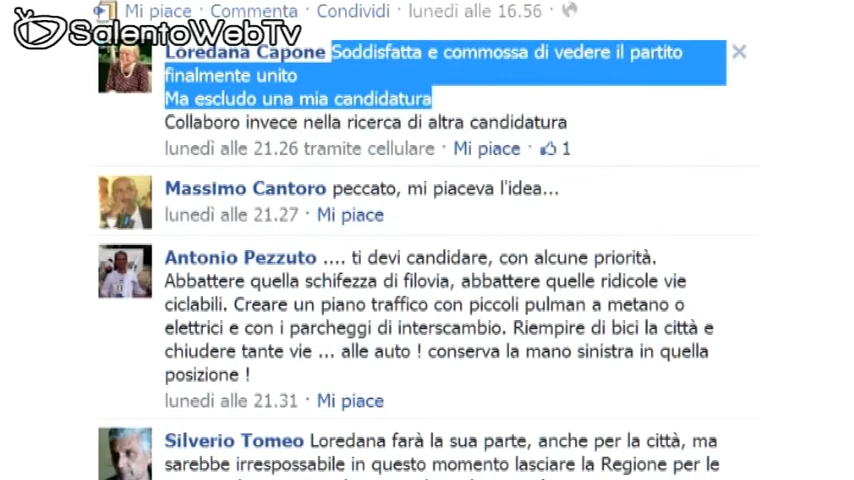 Mi piace · Commenta · Condividi · lunedì alle 16.56 ·
SalentoWebTv
Loredana Capone Soddisfatta e commossa di vedere il partito
finalmente unito
Ma escludo una mia candidatura
Collaboro invece nella ricerca di altra candidatura
lunedì alle 21.26 tramite cellulare · Mi piace · 1
Massimo Cantoro peccato, mi piaceva l'idea...
lunedì alle 21.27 · Mi piace
Antonio Pezzuto .... ti devi candidare, con alcune priorità.
Abbattere quella schifezza di filovia, abbattere quelle ridicole vie
ciclabili. Creare un piano traffico con piccoli pulman a metano o
elettrici e con i parcheggi di interscambio. Riempire di bici la città e
chiudere tante vie ... alle auto ! conserva la mano sinistra in quella
posizione !
lunedì alle 21.31 · Mi piace
Silverio Tomeo Loredana farà la sua parte, anche per la città, ma
sarebbe irrespossabile in questo momento lasciare la Regione per le